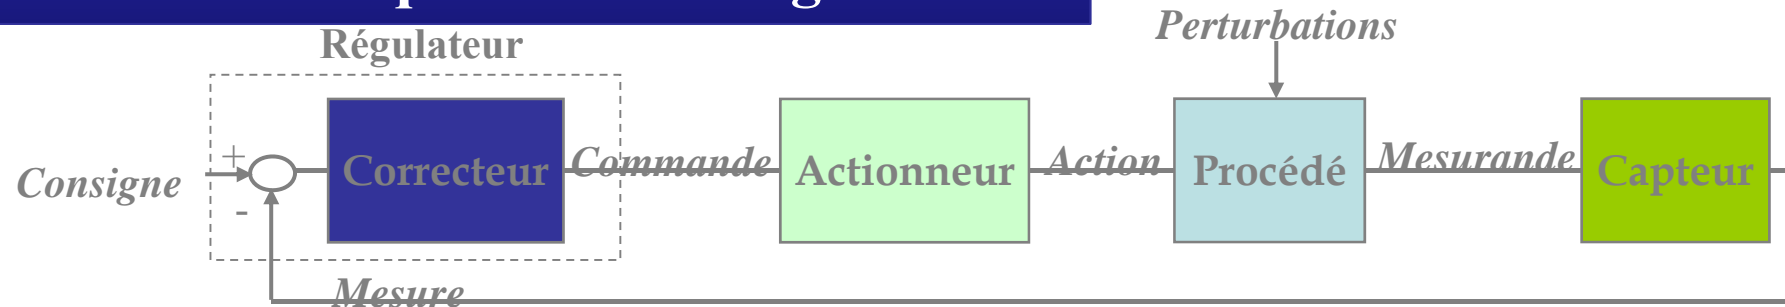 Perturbations
Régulateur
Consigne
+
-
Correcteur
Commande
Actionneur
Action
Procédé
Mesurande
Capteur
Mesure